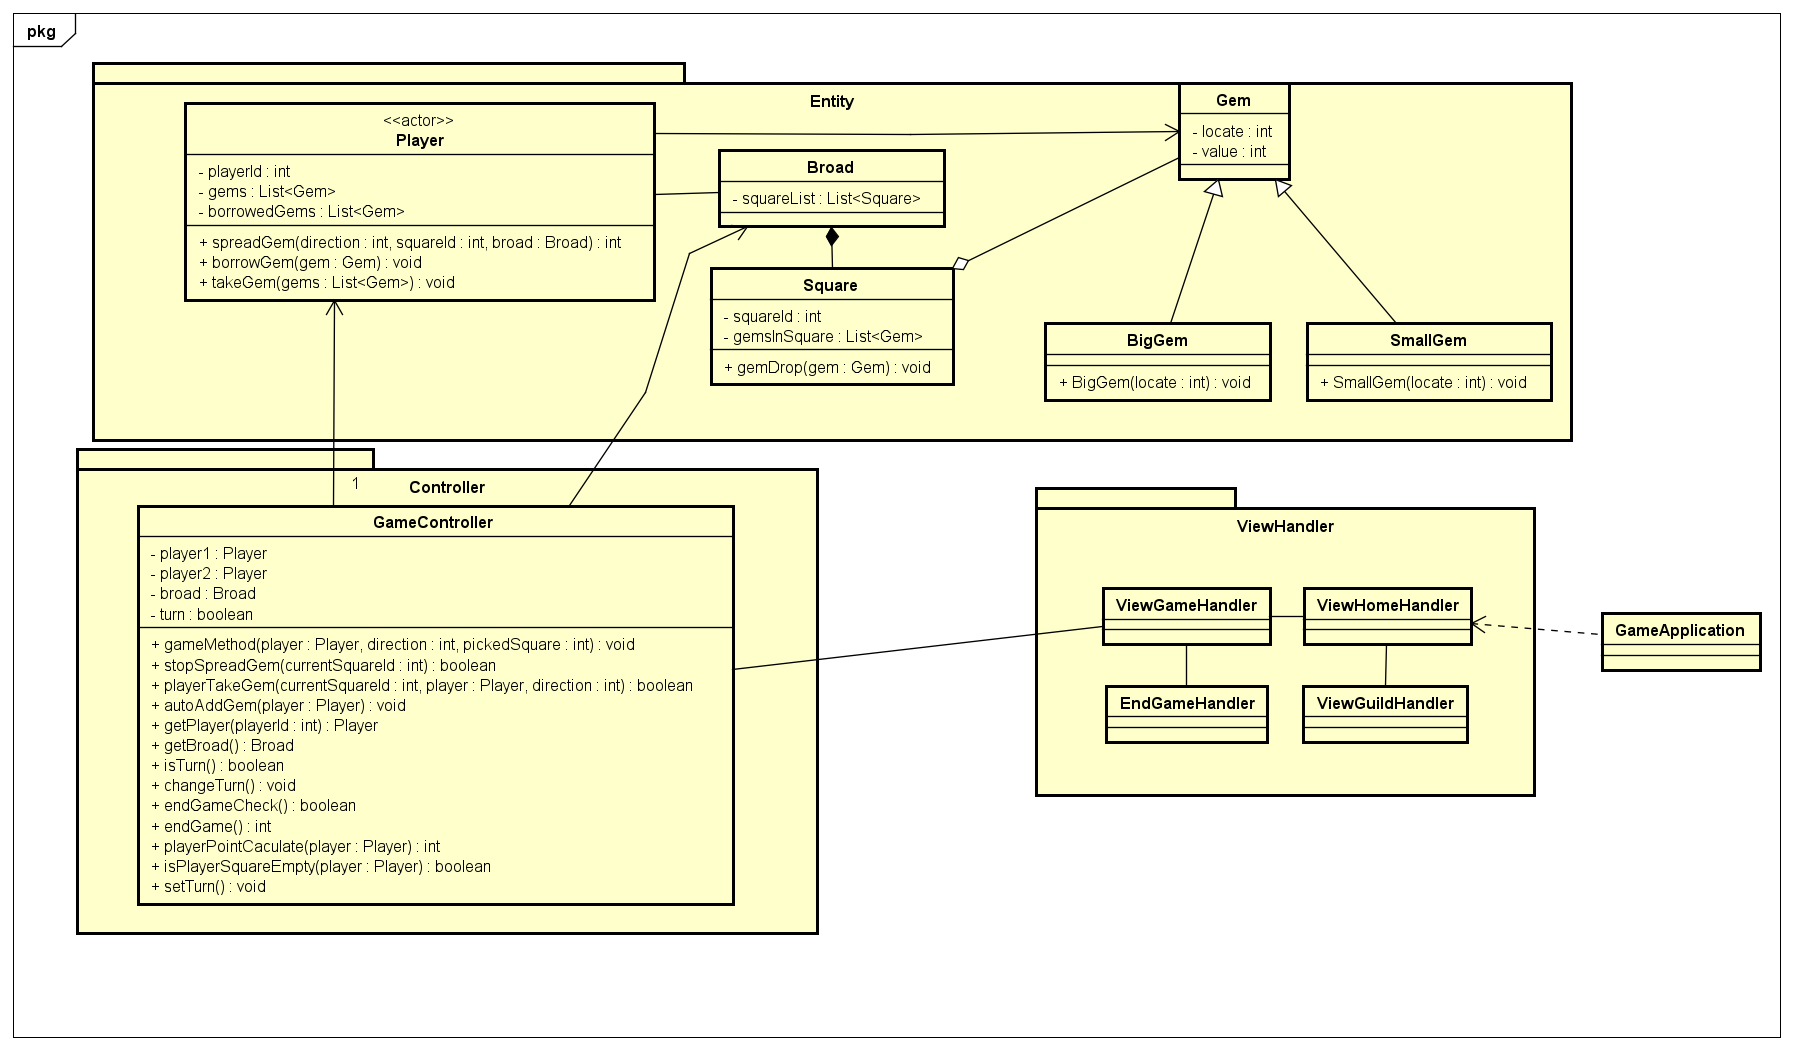 pkg
Entity
<<actor>>
Player
- playerId : int
- gems : List<Gem>
- borrowedGems : List<Gem>
+ spreadGem(direction : int, squareId : int, broad : Broad) : int
+ borrowGem(gem : Gem) : void
+ takeGem(gems : List<Gem>) : void
Broad
- squareList : List<Square>
Gem
- locate : int
- value : int
Square
- squareId : int
- gemsInSquare : List<Gem>
+ gemDrop(gem : Gem) : void
BigGem
+ BigGem(locate : int) : void
SmallGem
+ SmallGem(locate : int) : void
1
Controller
GameController
- player1 : Player
- player2 : Player
- broad : Broad
- turn : boolean
+ gameMethod(player : Player, direction : int, pickedSquare : int) : void
+ stopSpreadGem(currentSquareId : int) : boolean
+ playerTakeGem(currentSquareId : int, player : Player, direction : int) : boolean
+ autoAddGem(player : Player) : void
+ getPlayer(playerId : int) : Player
+ getBroad() : Broad
+ isTurn() : boolean
+ changeTurn() : void
+ endGameCheck() : boolean
+ endGame() : int
+ playerPointCaculate(player : Player) : int
+ isPlayerSquareEmpty(player : Player) : boolean
+ setTurn() : void
ViewHandler
ViewGameHandler
ViewHomeHandler
EndGameHandler
ViewGuildHandler
GameApplication